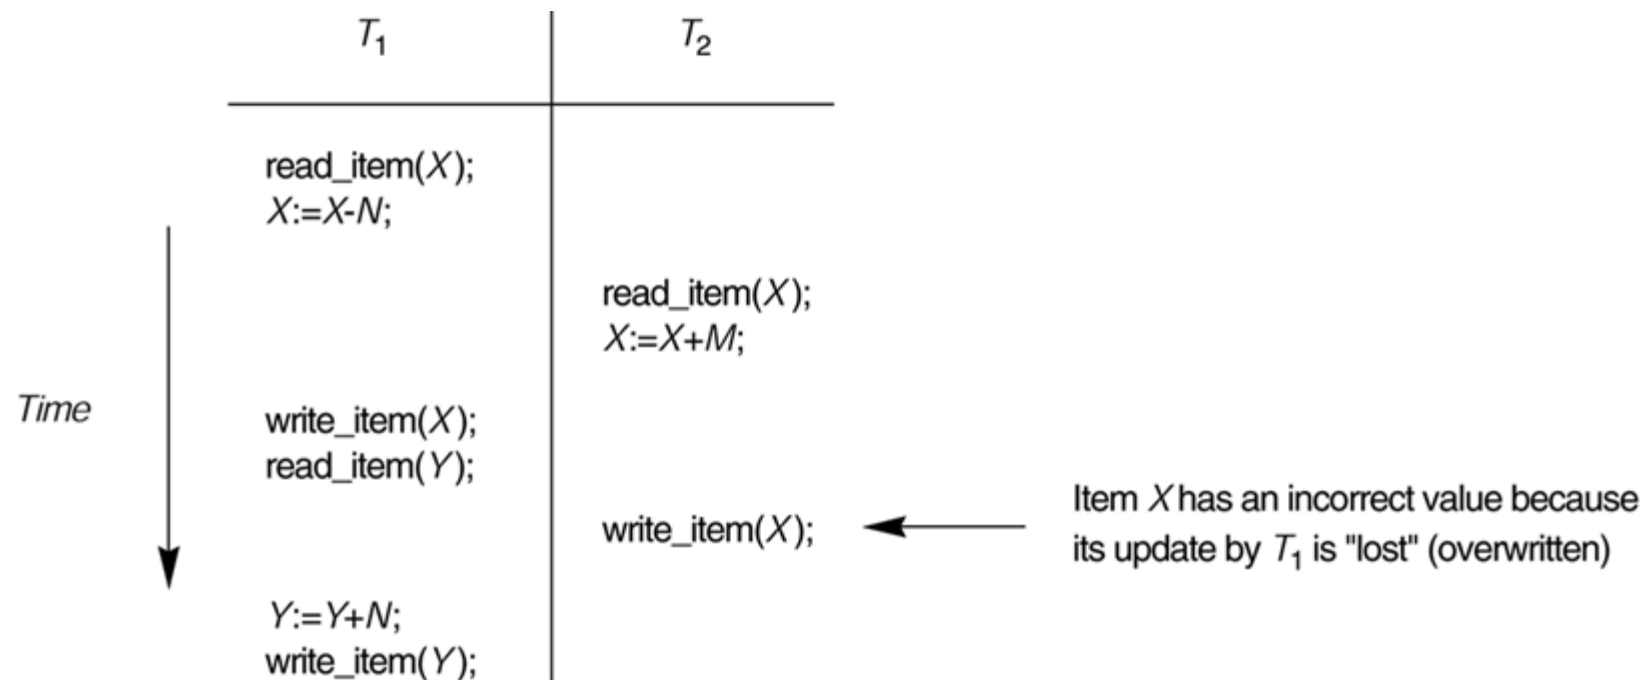 T₁ T₂
read_item(X);
X:=X-N;
read_item(X);
X:=X+M;
Time
write_item(X);
read_item(Y);
write_item(X);
Item X has an incorrect value because
its update by T₁ is "lost" (overwritten)
Y:=Y+N;
write_item(Y);